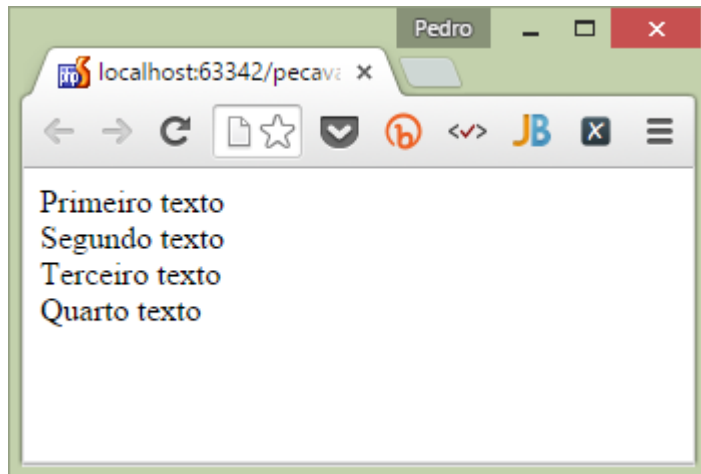 Pedro
localhost:63342/pecava
Primeiro texto
Segundo texto
Terceiro texto
Quarto texto